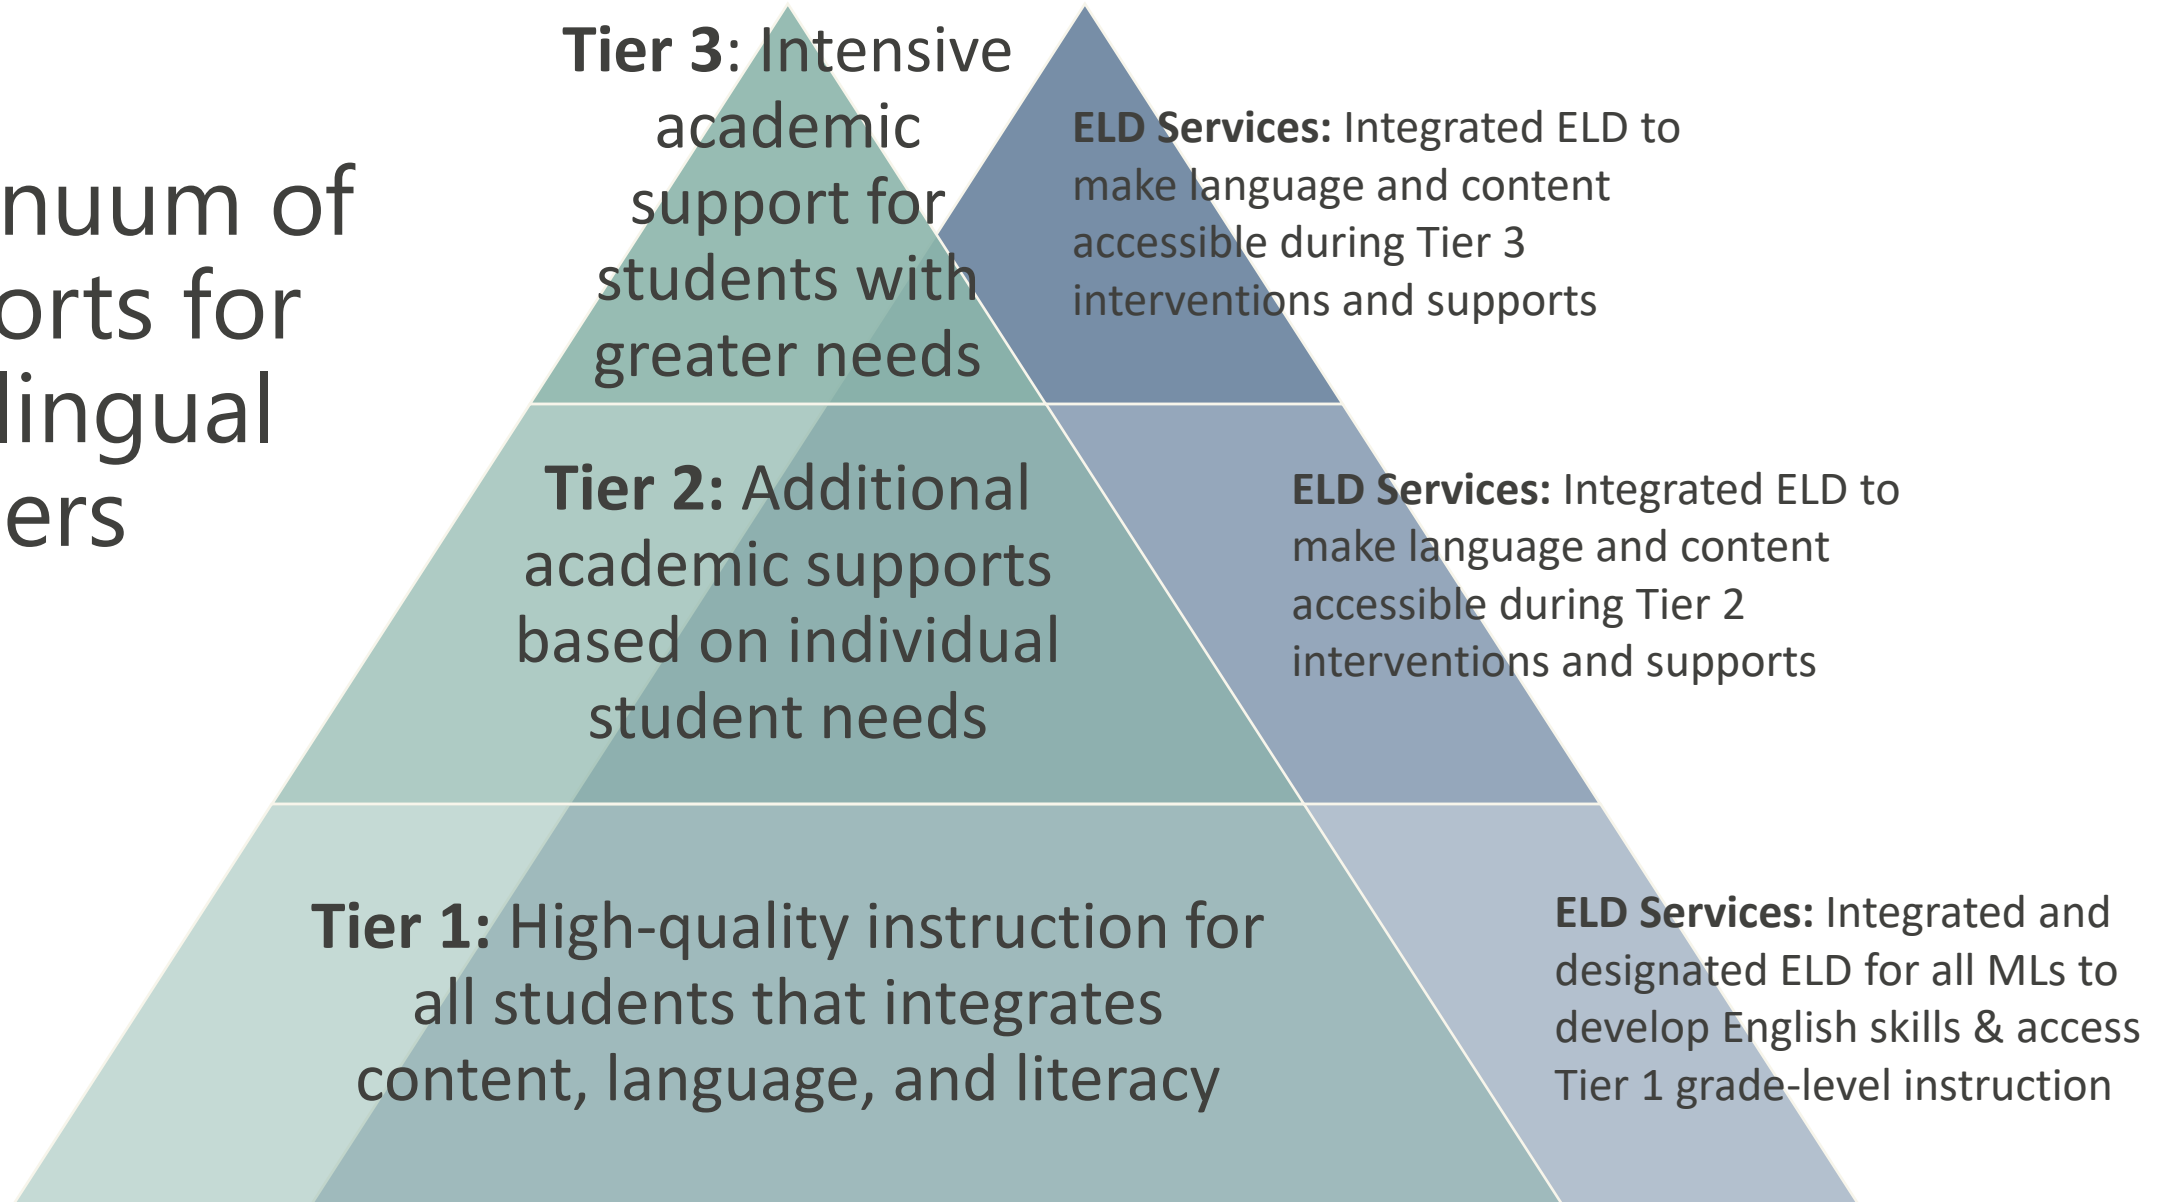 nuum of
orts for
lingual
ers
Tier 3: Intensive
academic
support for
students with
greater needs
ELD Services: Integrated ELD to
make language and content
accessible during Tier 3
interventions and supports
Tier 2: Additional
academic supports
based on individual
student needs
ELD Services: Integrated ELD to
make language and content
accessible during Tier 2
interventions and supports
Tier 1: High-quality instruction for
all students that integrates
content, language, and literacy
ELD Services: Integrated and
designated ELD for all MLs to
develop English skills & access
Tier 1 grade-level instruction